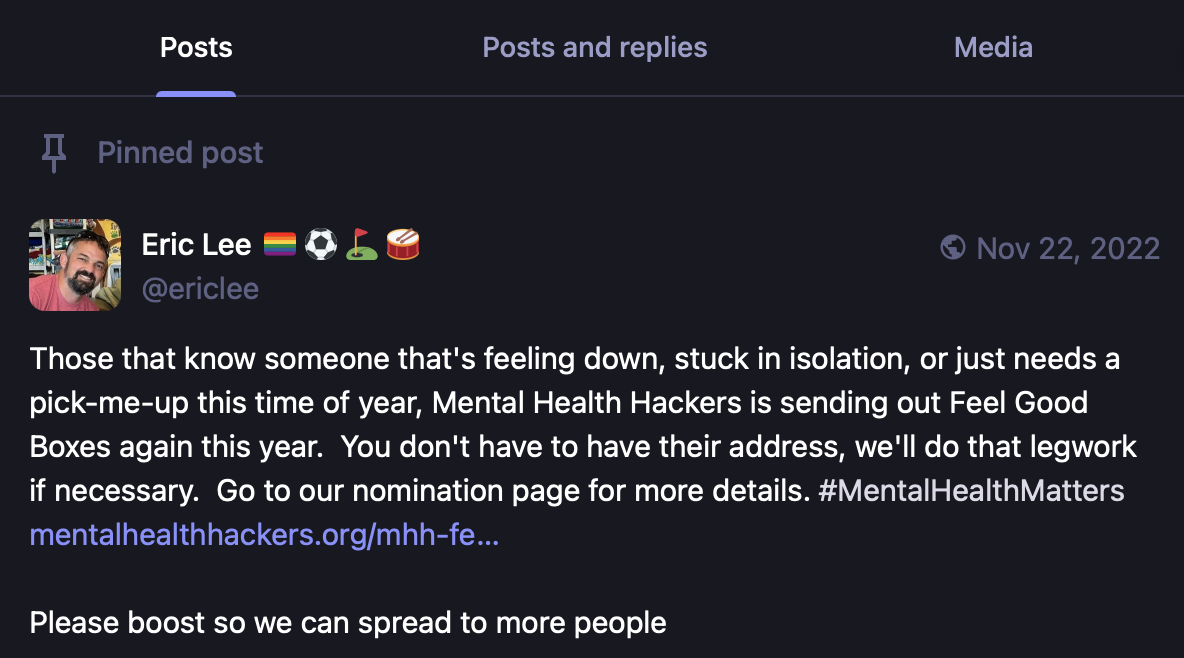 Posts
Posts and replies
Media
Pinned post
Eric Lee 🏳️‍🌈⚽⛳🥁
Nov 22, 2022
@ericlee
Those that know someone that's feeling down, stuck in isolation, or just needs a
pick-me-up this time of year, Mental Health Hackers is sending out Feel Good
Boxes again this year.  You don't have to have their address, we'll do that legwork
if necessary.  Go to our nomination page for more details. #MentalHealthMatters
mentalhealthhackers.org/mhh-fe…
Please boost so we can spread to more people